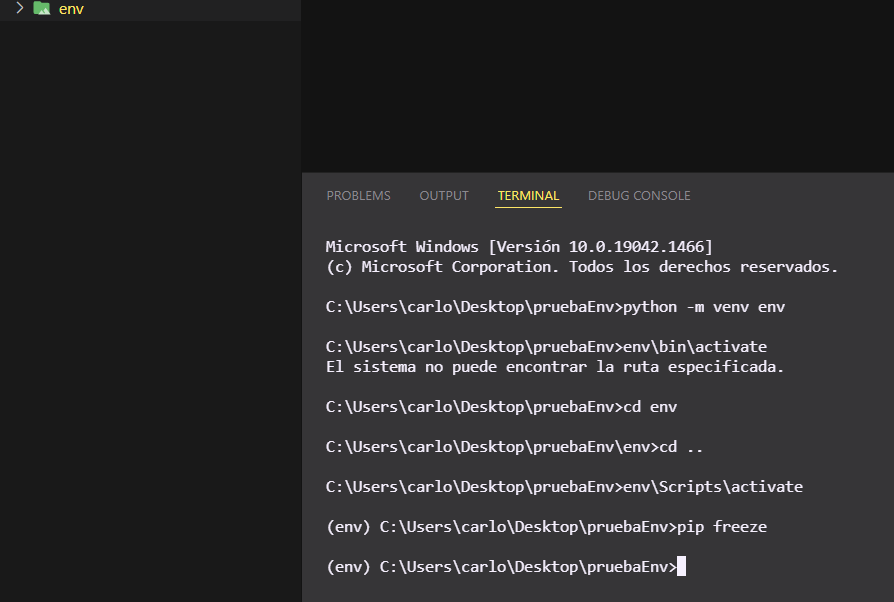 env
PROBLEMS OUTPUT TERMINAL DEBUG CONSOLE
Microsoft Windows [Versión 10.0.19042.1466]
(c) Microsoft Corporation. Todos los derechos reservados.
C:\Users\carlo\Desktop\pruebaEnv>python -m venv env
C:\Users\carlo\Desktop\pruebaEnv>env\bin\activate
El sistema no puede encontrar la ruta especificada.
C:\Users\carlo\Desktop\pruebaEnv>cd env
C:\Users\carlo\Desktop\pruebaEnv\env>cd ..
C:\Users\carlo\Desktop\pruebaEnv>env\Scripts\activate
(env) C:\Users\carlo\Desktop\pruebaEnv>pip freeze
(env) C:\Users\carlo\Desktop\pruebaEnv>